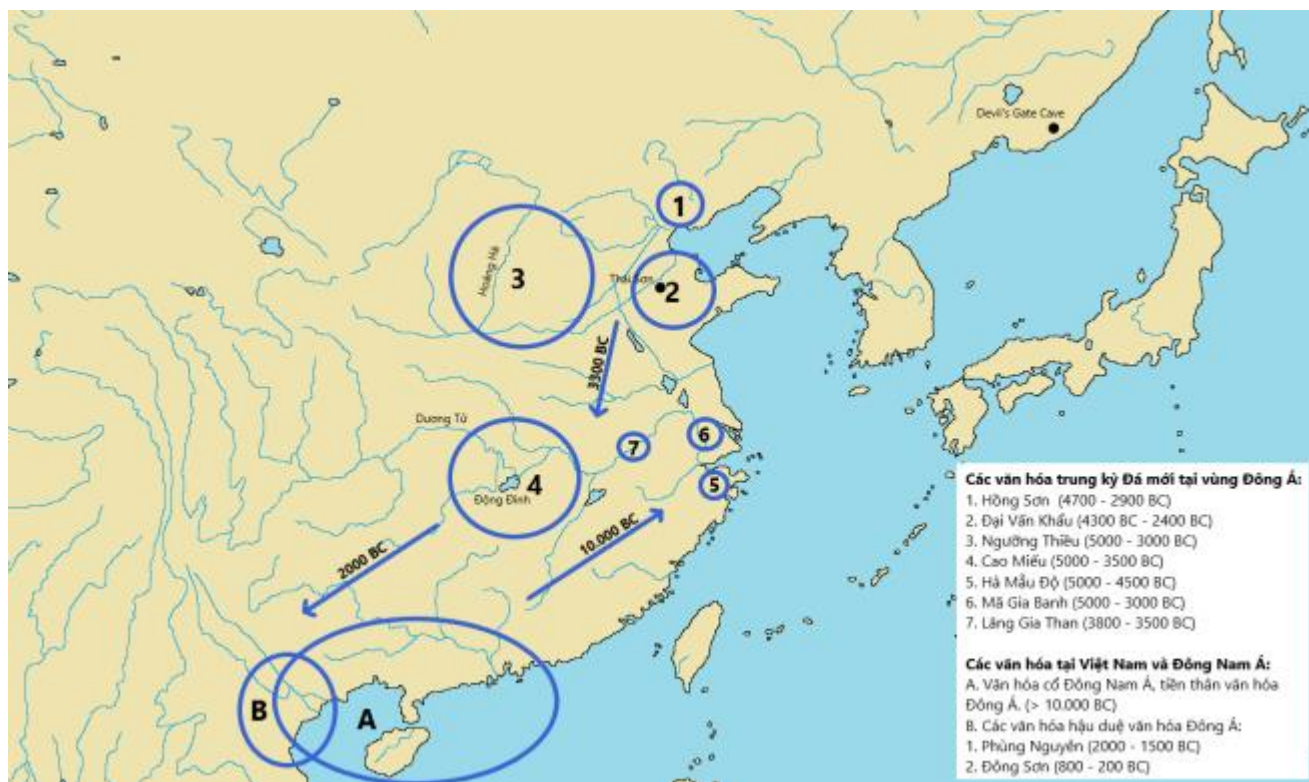 Devil's Gate Cave
1
Hoàng Hà
3
Thái Sơn
2
3300 BC
Dương Tử
7
6
4
5
Động Đình
10.000 BC
2000 BC
B
A
Các văn hóa trung kỳ Đá mới tại vùng Đông Á:
1. Hồng Sơn (4700 - 2900 BC)
2. Đại Văn Khẩu (4300 BC - 2400 BC)
3. Ngưỡng Thiều (5000 - 3000 BC)
4. Cao Miếu (5000 - 3500 BC)
5. Hà Mẫu Độ (5000 - 4500 BC)
6. Mã Gia Banh (5000 - 3000 BC)
7. Lăng Gia Than (3800 - 3500 BC)
Các văn hóa tại Việt Nam và Đông Nam Á:
A. Văn hóa cổ Đông Nam Á, tiền thân văn hóa
Đông Á. (> 10.000 BC)
B. Các văn hóa hậu duệ văn hóa Đông Á:
1. Phùng Nguyên (2000 - 1500 BC)
2. Đông Sơn (800 - 200 BC)